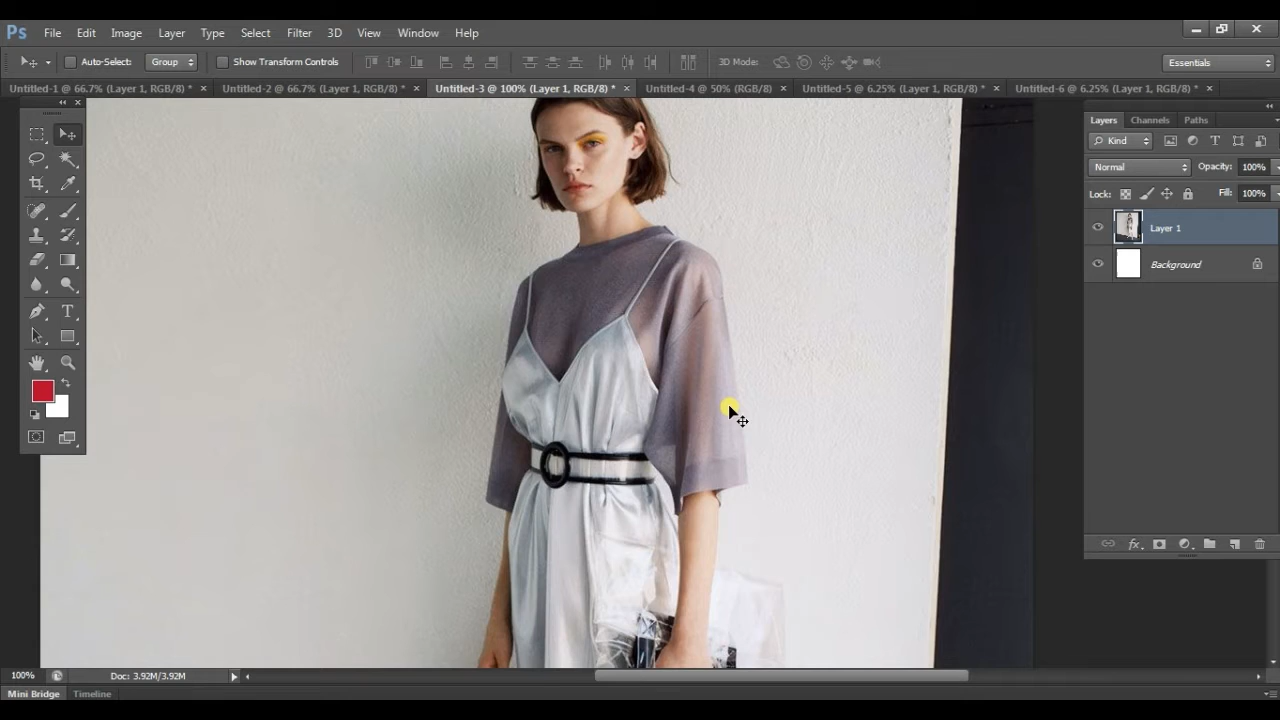 Ps File Edit Image Layer Type Select Filter 3D View Window Help
Auto-Select: Group Show Transform Controls 3D Mode: Essentials
Untitled-1 @ 66.7% (Layer 1, RGB/8) * × Untitled-2 @ 66.7% (Layer 1, RGB/8) * × Untitled-3 @ 100% (Layer 1, RGB/8) * × Untitled-4 @ 50% (RGB/8) × Untitled-5 @ 6.25% (Layer 1, RGB/8) * × Untitled-6 @ 6.25% (Layer 1, RGB/8) * ×
Layers Channels Paths
Kind
Normal Opacity: 100%
Lock: Fill: 100%
Layer 1
Background
fx
100% Doc: 3.92M/3.92M
Mini Bridge Timeline